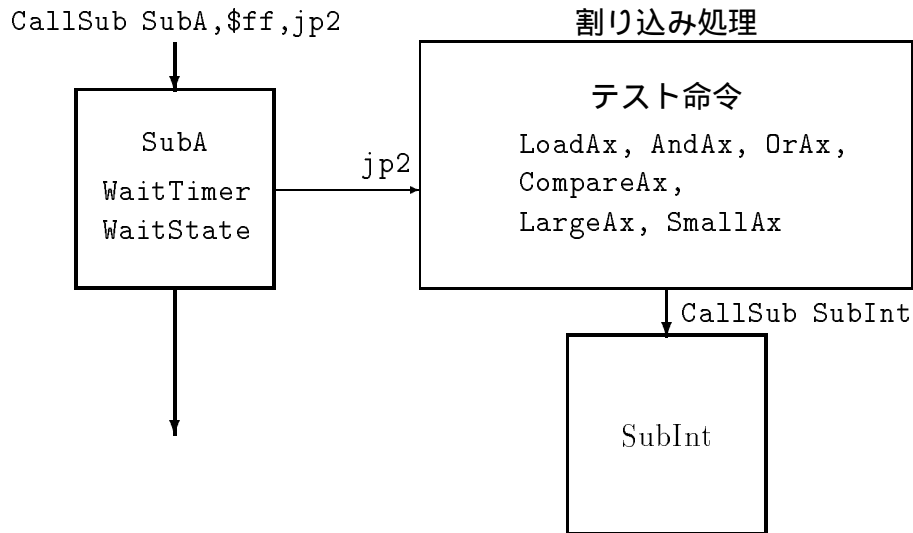 CallSub SubA,$ff,jp2
割り込み処理
SubA
WaitTimer
WaitState
jp2
テスト命令
LoadAx, AndAx, OrAx,
CompareAx,
LargeAx, SmallAx
CallSub SubInt
SubInt